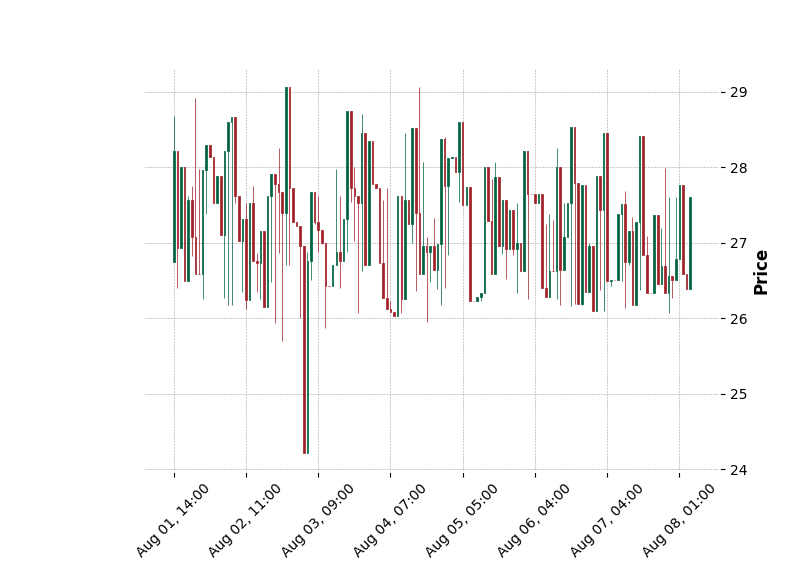 29
28
27
26
25
24
Price
Aug 01, 14:00
Aug 02, 11:00
Aug 03, 09:00
Aug 04, 07:00
Aug 05, 05:00
Aug 06, 04:00
Aug 07, 04:00
Aug 08, 01:00